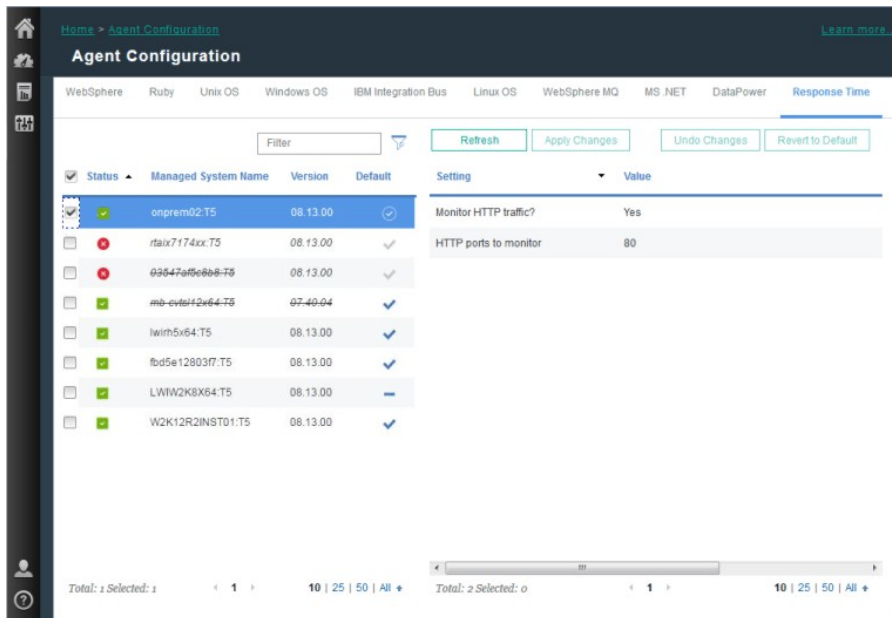 Home > Agent Configuration
Learn more..
Agent Configuration
WebSphere Ruby Unix OS Windows OS IBM Integration Bus Linux OS WebSphere MQ MS .NET DataPower Response Time
Filter Refresh Apply Changes Undo Changes Revert to Default
Status Managed System Name Version Default Setting Value
onprem02:T5 08.13.00 Monitor HTTP traffic? Yes
rtaix7174xx:T5 08.13.00 HTTP ports to monitor 80
03547af5c8b8:T5 08.13.00
mb-cvtsl12x64:T5 07.40.04
lwirh5x64:T5 08.13.00
fbd5e12803f7:T5 08.13.00
LWIW2K8X64:T5 08.13.00
W2K12R2INST01:T5 08.13.00
Total: 1 Selected: 1 1 10 | 25 | 50 | All Total: 2 Selected: 0 1 10 | 25 | 50 | All